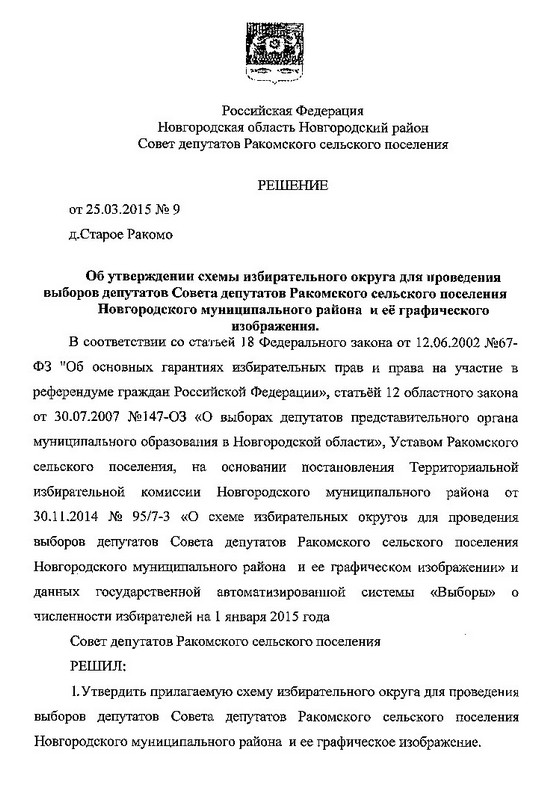 Российская Федерация
Новгородская область Новгородский район
Совет депутатов Ракомского сельского поселения
РЕШЕНИЕ
от 25.03.2015 № 9
д.Старое Ракомо
Об утверждении схемы избирательного округа для проведения
выборов депутатов Совета депутатов Ракомского сельского поселения
Новгородского муниципального района и её графического
изображения.
В соответствии со статьей 18 Федерального закона от 12.06.2002 №67-
ФЗ "Об основных гарантиях избирательных прав и права на участие в
референдуме граждан Российской Федерации», статьёй 12 областного закона
от 30.07.2007 №147-ОЗ «О выборах депутатов представительного органа
муниципального образования в Новгородской области», Уставом Ракомского
сельского поселения, на основании постановления Территориальной
избирательной комиссии Новгородского муниципального района от
30.11.2014 № 95/7-3 «О схеме избирательных округов для проведения
выборов депутатов Совета депутатов Ракомского сельского поселения
Новгородского муниципального района и ее графическом изображении» и
данных государственной автоматизированной системы «Выборы» о
численности избирателей на 1 января 2015 года
Совет депутатов Ракомского сельского поселения
РЕШИЛ:
1.Утвердить прилагаемую схему избирательного округа для проведения
выборов депутатов Совета депутатов Ракомского сельского поселения
Новгородского муниципального района и ее графическое изображение.